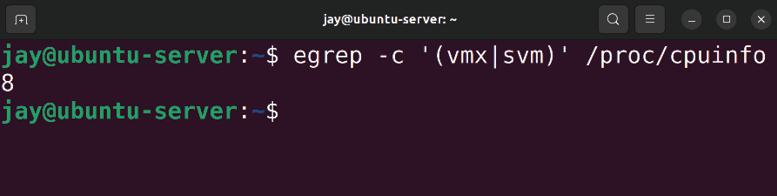 jay@ubuntu-server: ~
jay@ubuntu-server:~$ egrep -c '(vmx|svm)' /proc/cpuinfo
8
jay@ubuntu-server:~$